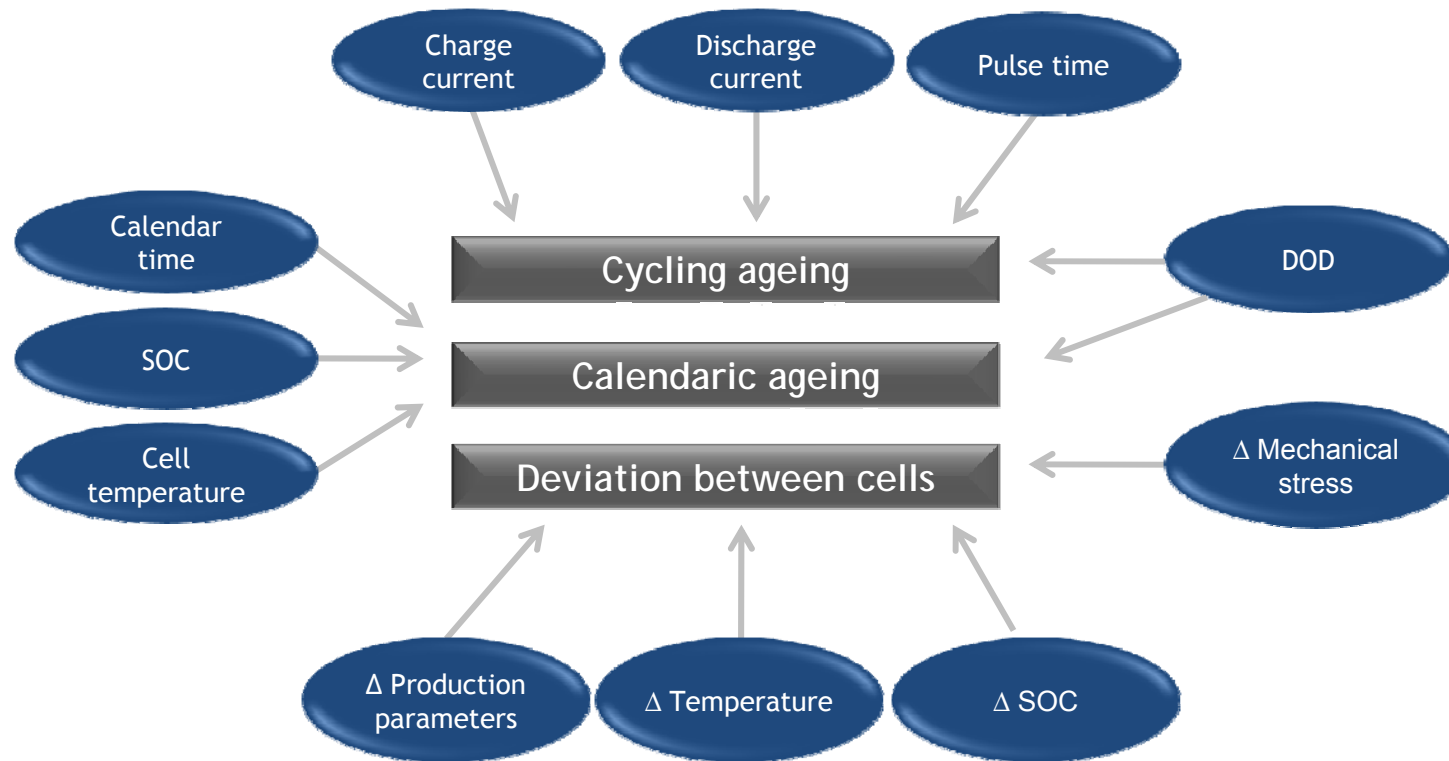 Charge
current
Discharge
current
Pulse time
Calendar
time
SOC
Cell
temperature
Cycling ageing
Calendaric ageing
Deviation between cells
DOD
Δ Mechanical
stress
Δ Production
parameters
Δ Temperature
Δ SOC